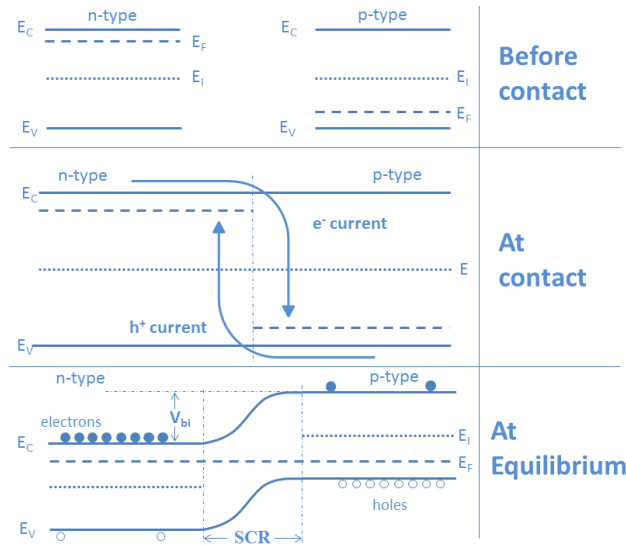 n-type
p-type
E_C
E_F
E_I
E_V
E_C
E_I
E_F
E_V
Before
contact
n-type
p-type
E_C
e⁻ current
E
h⁺ current
E_V
At
contact
n-type
p-type
V_bi
electrons
E_C
E_I
E_F
holes
E_V
SCR
At
Equilibrium